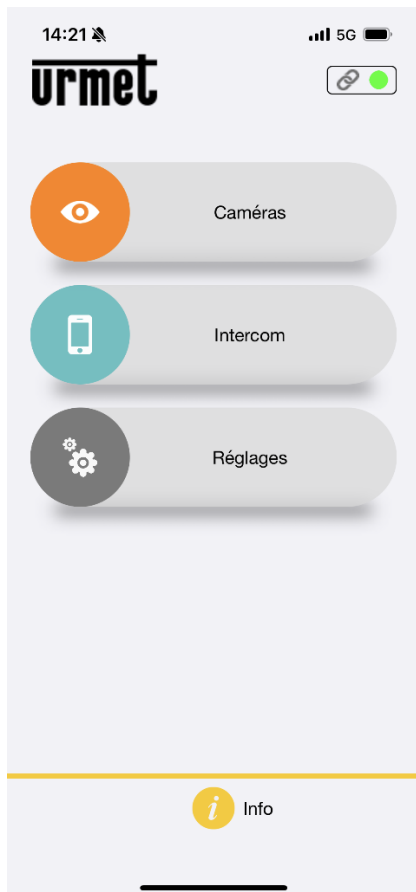 14:21
5G
urmet
Caméras
Intercom
Réglages
i
Info